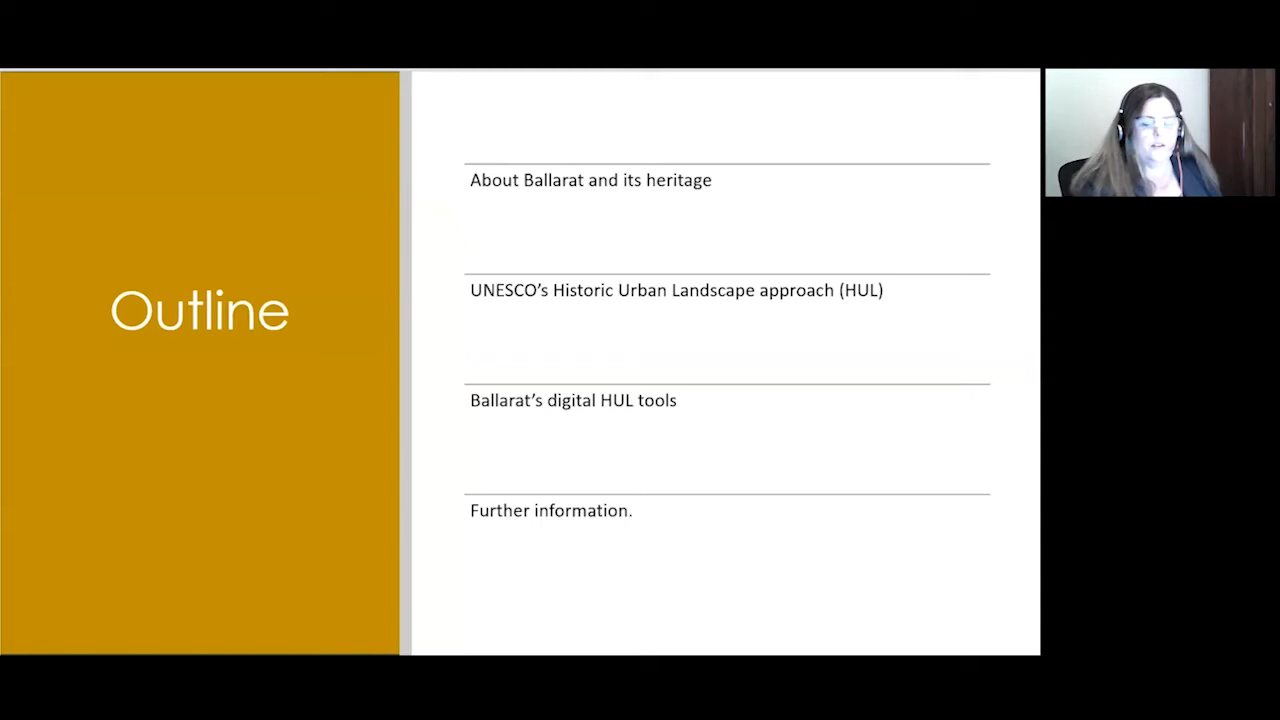 Outline
About Ballarat and its heritage
UNESCO’s Historic Urban Landscape approach (HUL)
Ballarat’s digital HUL tools
Further information.